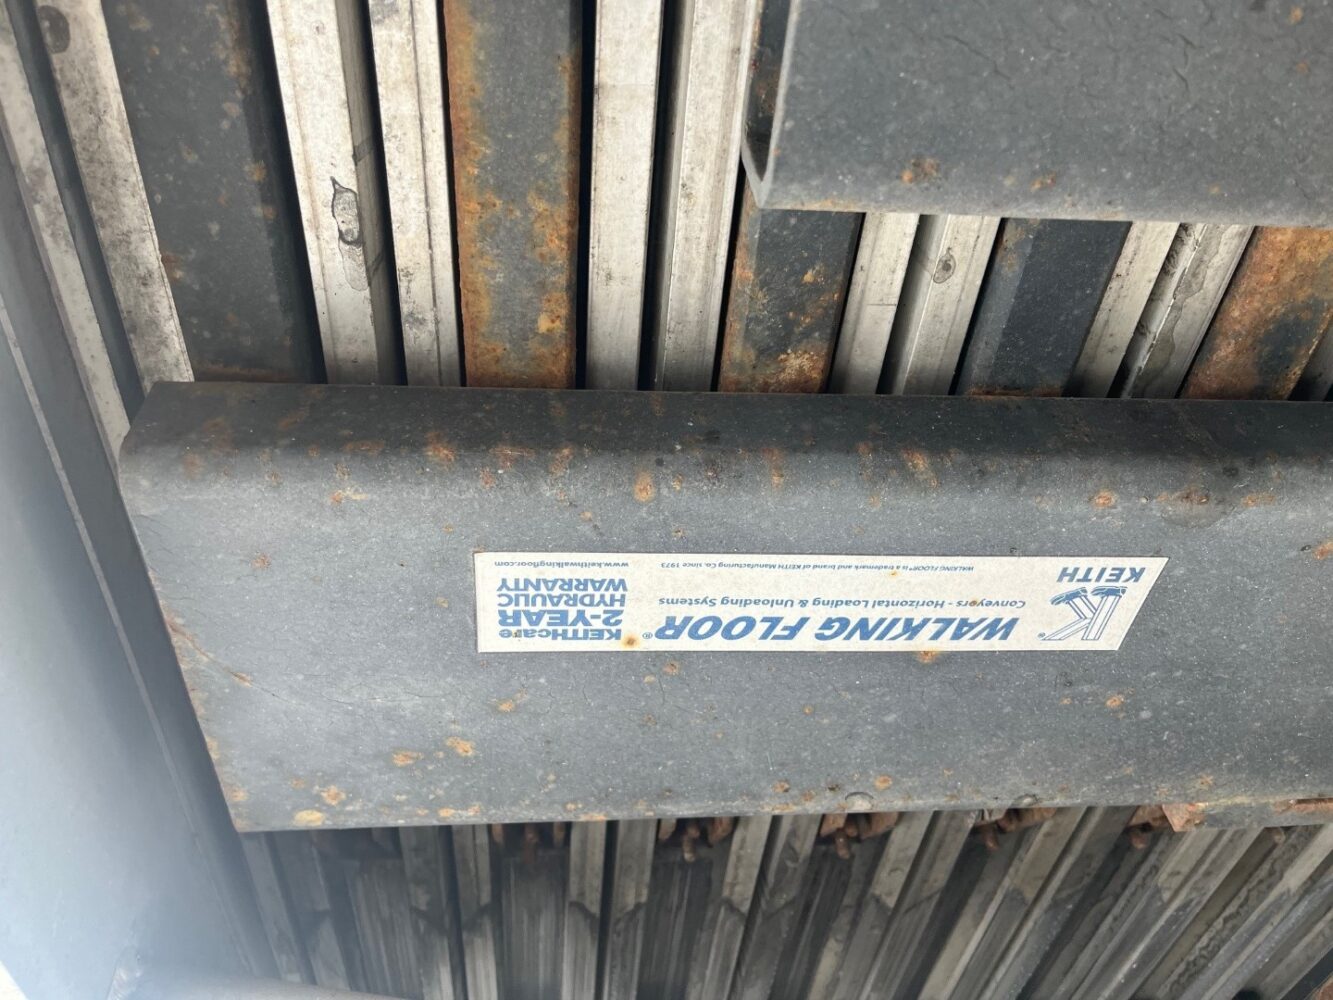 KEITH
®
WALKING FLOOR®
Conveyors - Horizontal Loading & Unloading Systems
WALKING FLOOR® is a trademark and brand of KEITH Manufacturing Co. since 1973
KEITHcare
2-YEAR
HYDRAULIC
WARRANTY
www.keithwalkingfloor.com